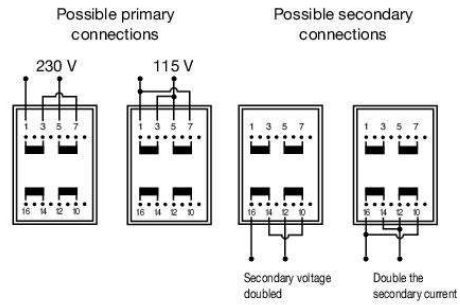 Possible primary
connections
Possible secondary
connections
230 V
115 V
1 3 5 7
1 3 5 7
1 3 5 7
1 3 5 7
16 14 12 10
16 14 12 10
16 14 12 10
16 14 12 10
Secondary voltage
doubled
Double the
secondary current